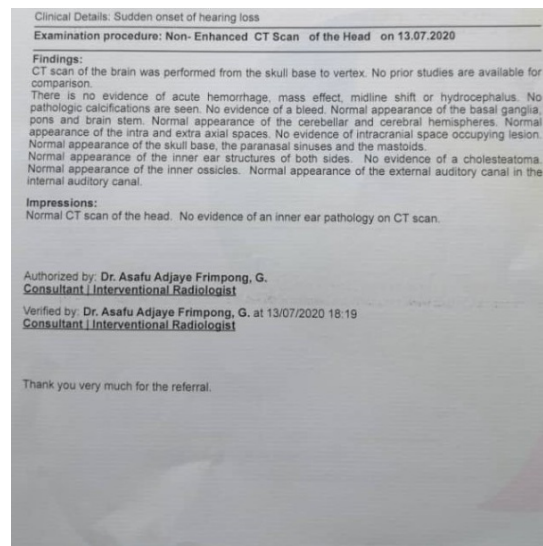 Clinical Details: Sudden onset of hearing loss
Examination procedure: Non- Enhanced CT Scan of the Head on 13.07.2020
Findings:
CT scan of the brain was performed from the skull base to vertex. No prior studies are available for
comparison.
There is no evidence of acute hemorrhage, mass effect, midline shift or hydrocephalus. No
pathologic calcifications are seen. No evidence of a bleed. Normal appearance of the basal ganglia,
pons and brain stem. Normal appearance of the cerebellar and cerebral hemispheres. Normal
appearance of the intra and extra axial spaces. No evidence of intracranial space occupying lesion.
Normal appearance of the skull base, the paranasal sinuses and the mastoids.
Normal appearance of the inner ear structures of both sides. No evidence of a cholesteatoma.
Normal appearance of the inner ossicles. Normal appearance of the external auditory canal in the
internal auditory canal.
Impressions:
Normal CT scan of the head. No evidence of an inner ear pathology on CT scan.
Authorized by: Dr. Asafu Adjaye Frimpong, G.
Consultant | Interventional Radiologist
Verified by: Dr. Asafu Adjaye Frimpong, G. at 13/07/2020 18:19
Consultant | Interventional Radiologist
Thank you very much for the referral.